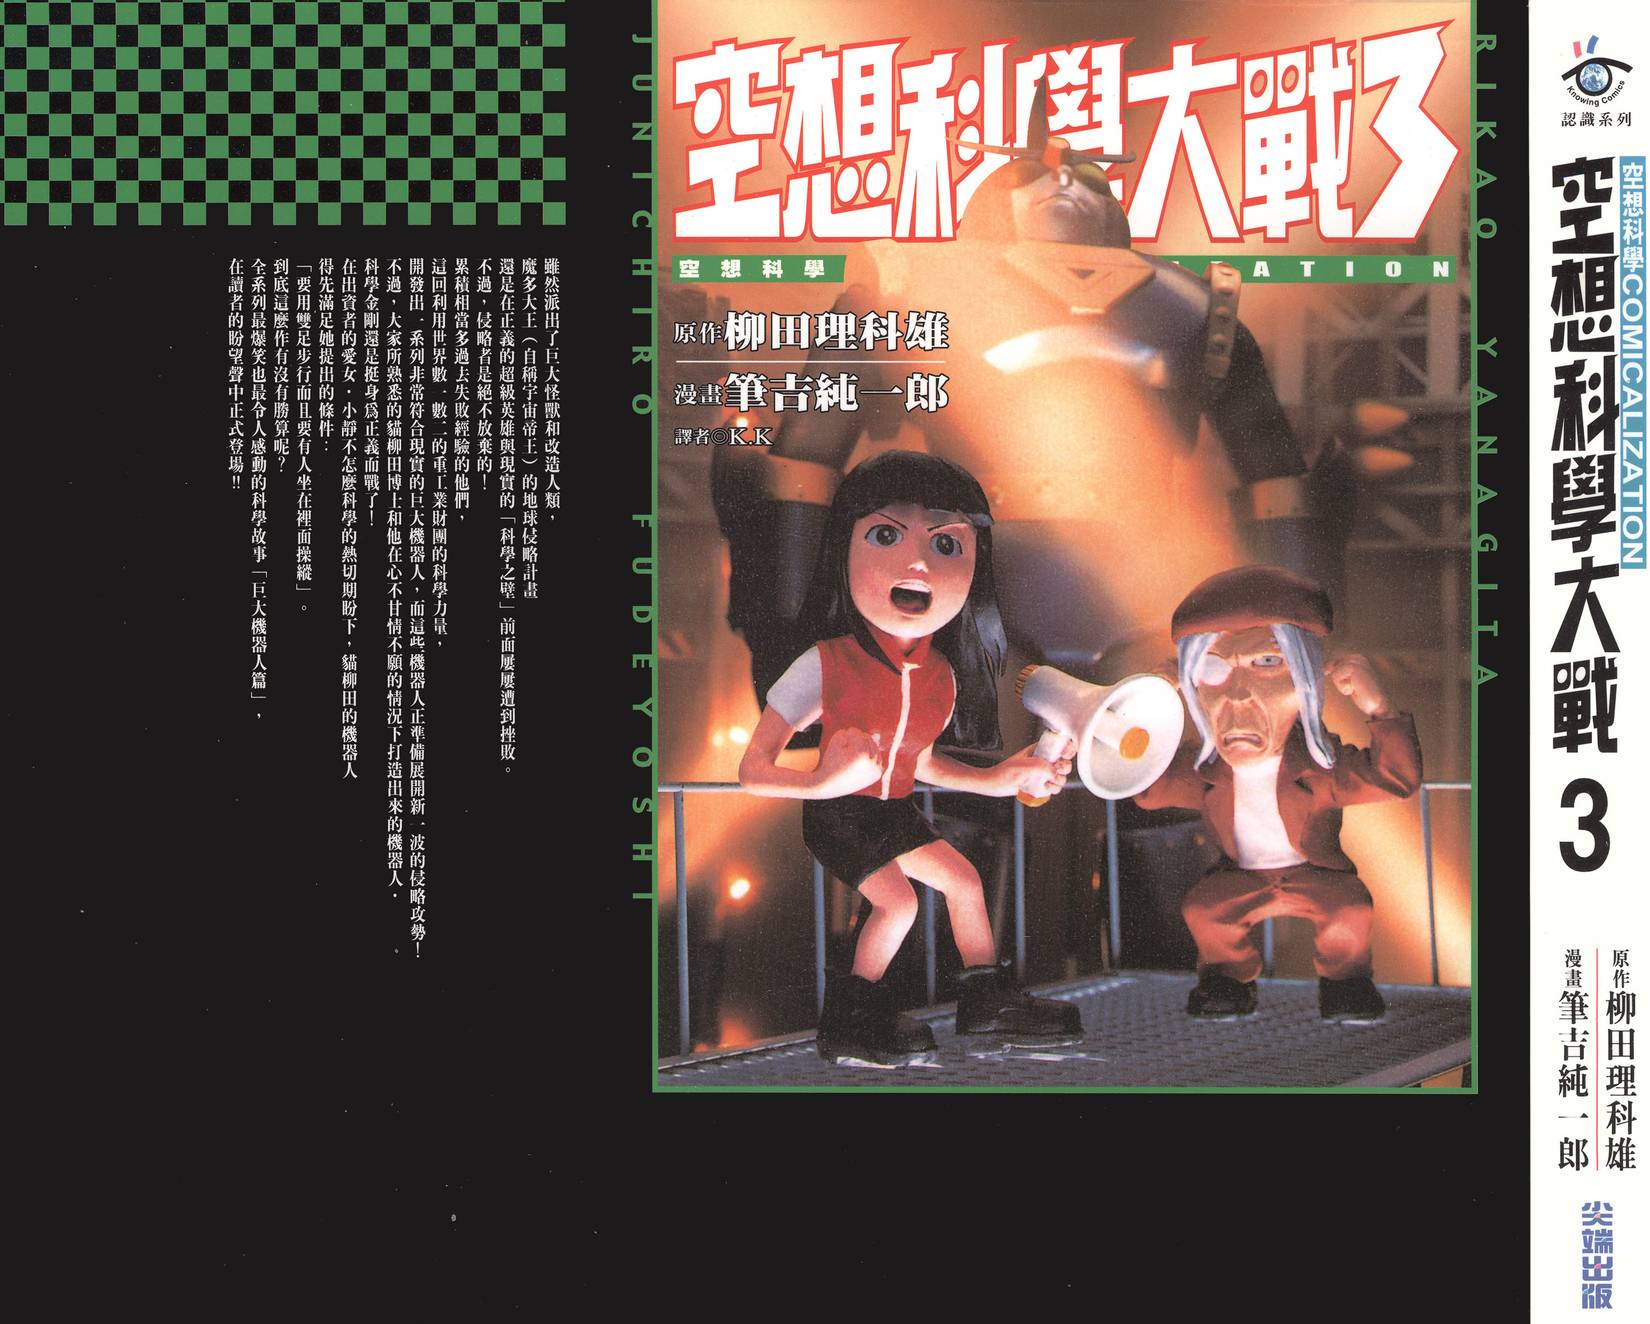 空想科學大戰3
空想科學
ATION
原作 柳田理科雄
漫畫 筆吉純一郎
譯者◎K.K
RIKAO YANAGITA
JUNICHIRO FUDEYOSHI
Knowing Comics
認識系列
空想科學COMICALIZATION
空想科學大戰
3
原作 柳田理科雄
漫畫 筆吉純一郎
尖端出版
雖然派出了巨大怪獸和改造人類，
魔多大王（自稱宇宙帝王）的地球侵略計畫
還是在正義的超級英雄與現實的「科學之壁」前面屢屢遭到挫敗。
不過，侵略者是絕不放棄的！
累積相當多過去失敗經驗的他們，
這回利用世界數一數二的重工業財團的科學力量，
開發出一系列非常符合現實的巨大機器人，而這些機器人正準備展開新一波的侵略攻勢！
不過，大家所熟悉的貓柳田博士和他在心不甘情不願的情況下打造出來的機器人．
科學金剛還是挺身為正義而戰了！
在出資者的愛女．小靜不怎麼科學的熱切期盼下，貓柳田的機器人
得先滿足她提出的條件：
「要用雙足步行而且要有人坐在裡面操縱」。
到底這麼作有沒有勝算呢？
全系列最爆笑也最令人感動的科學故事「巨大機器人篇」，
在讀者的盼望聲中正式登場!!